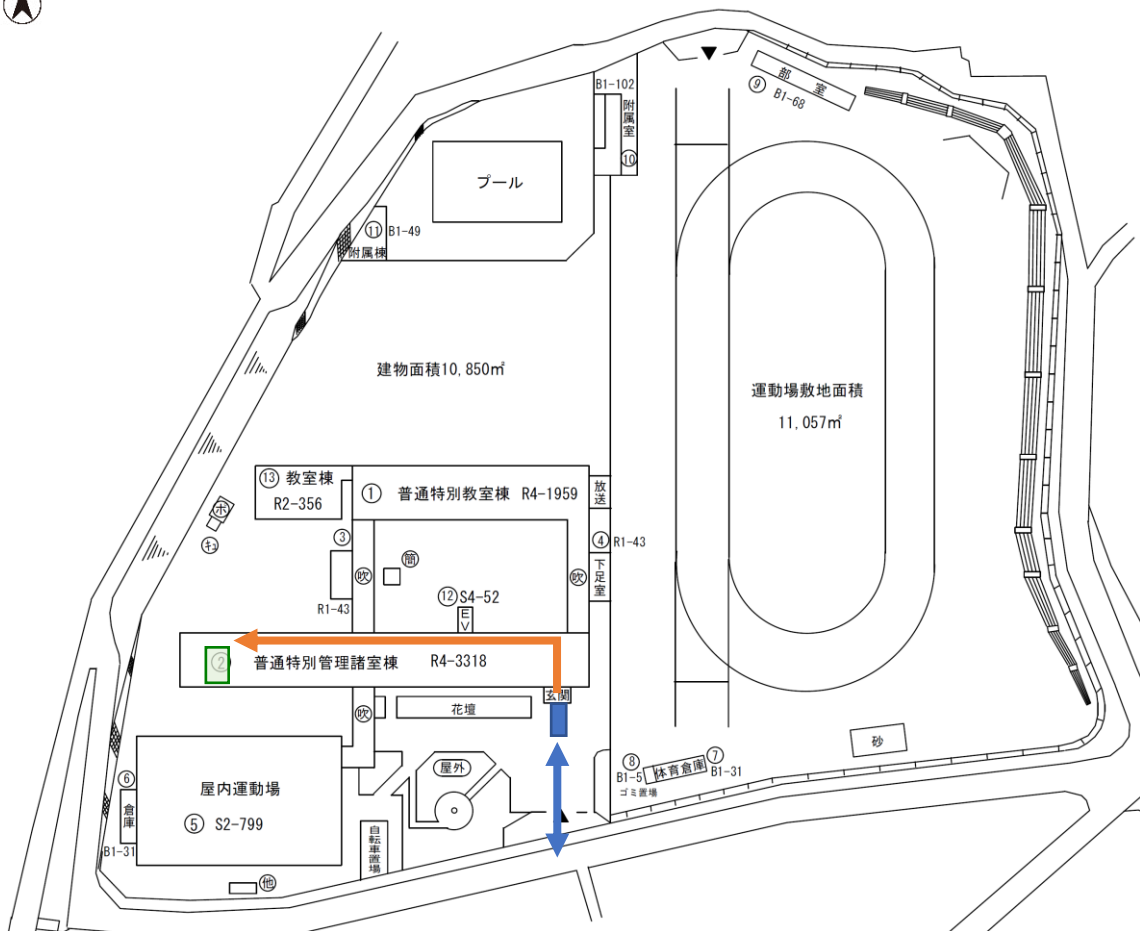 部室
⑨ B1-68
B1-102
附属室
⑩
プール
⑪ B1-49
附属棟
建物面積10,850㎡
運動場敷地面積
11,057㎡
⑬ 教室棟
R2-356
① 普通特別教室棟 R4-1959
放送
④ R1-43
下足室
③
R1-43
吹
簡
吹
⑫ S4-52
EV
ホ
キュ
② 普通特別管理諸室棟 R4-3318
玄関
吹
花壇
屋外
砂
⑧
B1-5
ゴミ置場
体育倉庫
⑦
B1-31
⑥
倉庫
B1-31
屋内運動場
⑤ S2-799
自転車置場
他